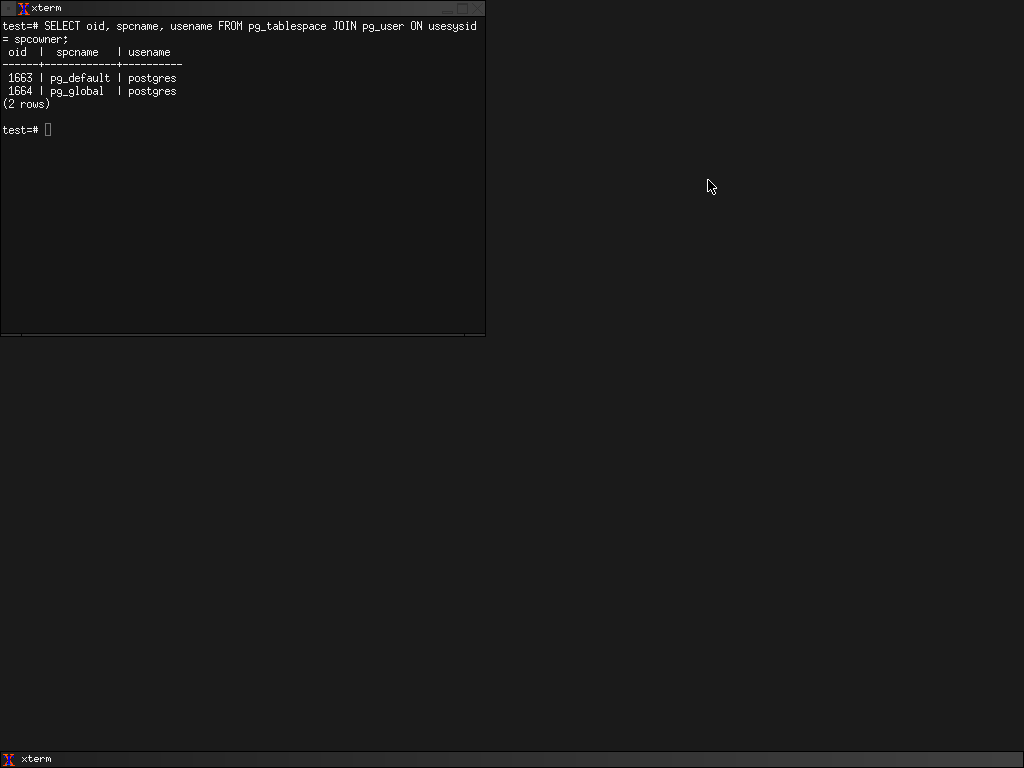 xterm
test=# SELECT oid, spcname, usename FROM pg_tablespace JOIN pg_user ON usesysid
= spcowner;
 oid  |  spcname   | usename
------+------------+----------
 1663 | pg_default | postgres
 1664 | pg_global  | postgres
(2 rows)
test=#
xterm